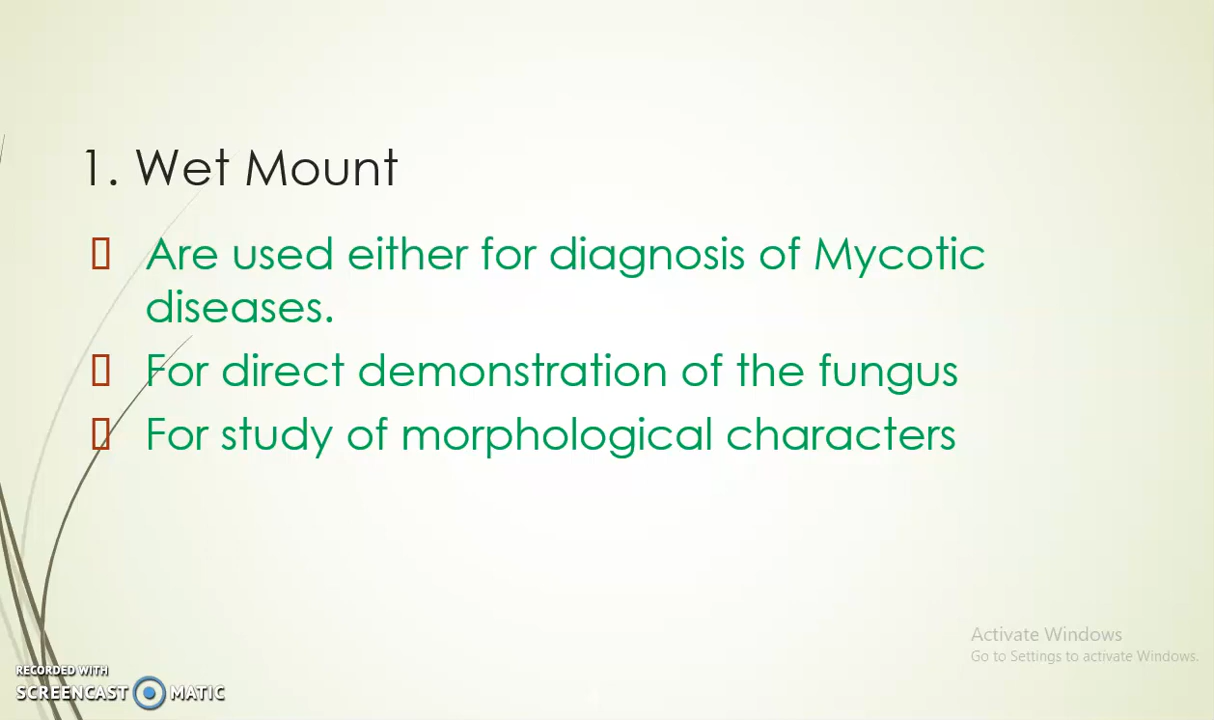 1. Wet Mount
Are used either for diagnosis of Mycotic
diseases.
For direct demonstration of the fungus
For study of morphological characters
Activate Windows
Go to Settings to activate Windows.
RECORDED WITH
SCREENCAST MATIC